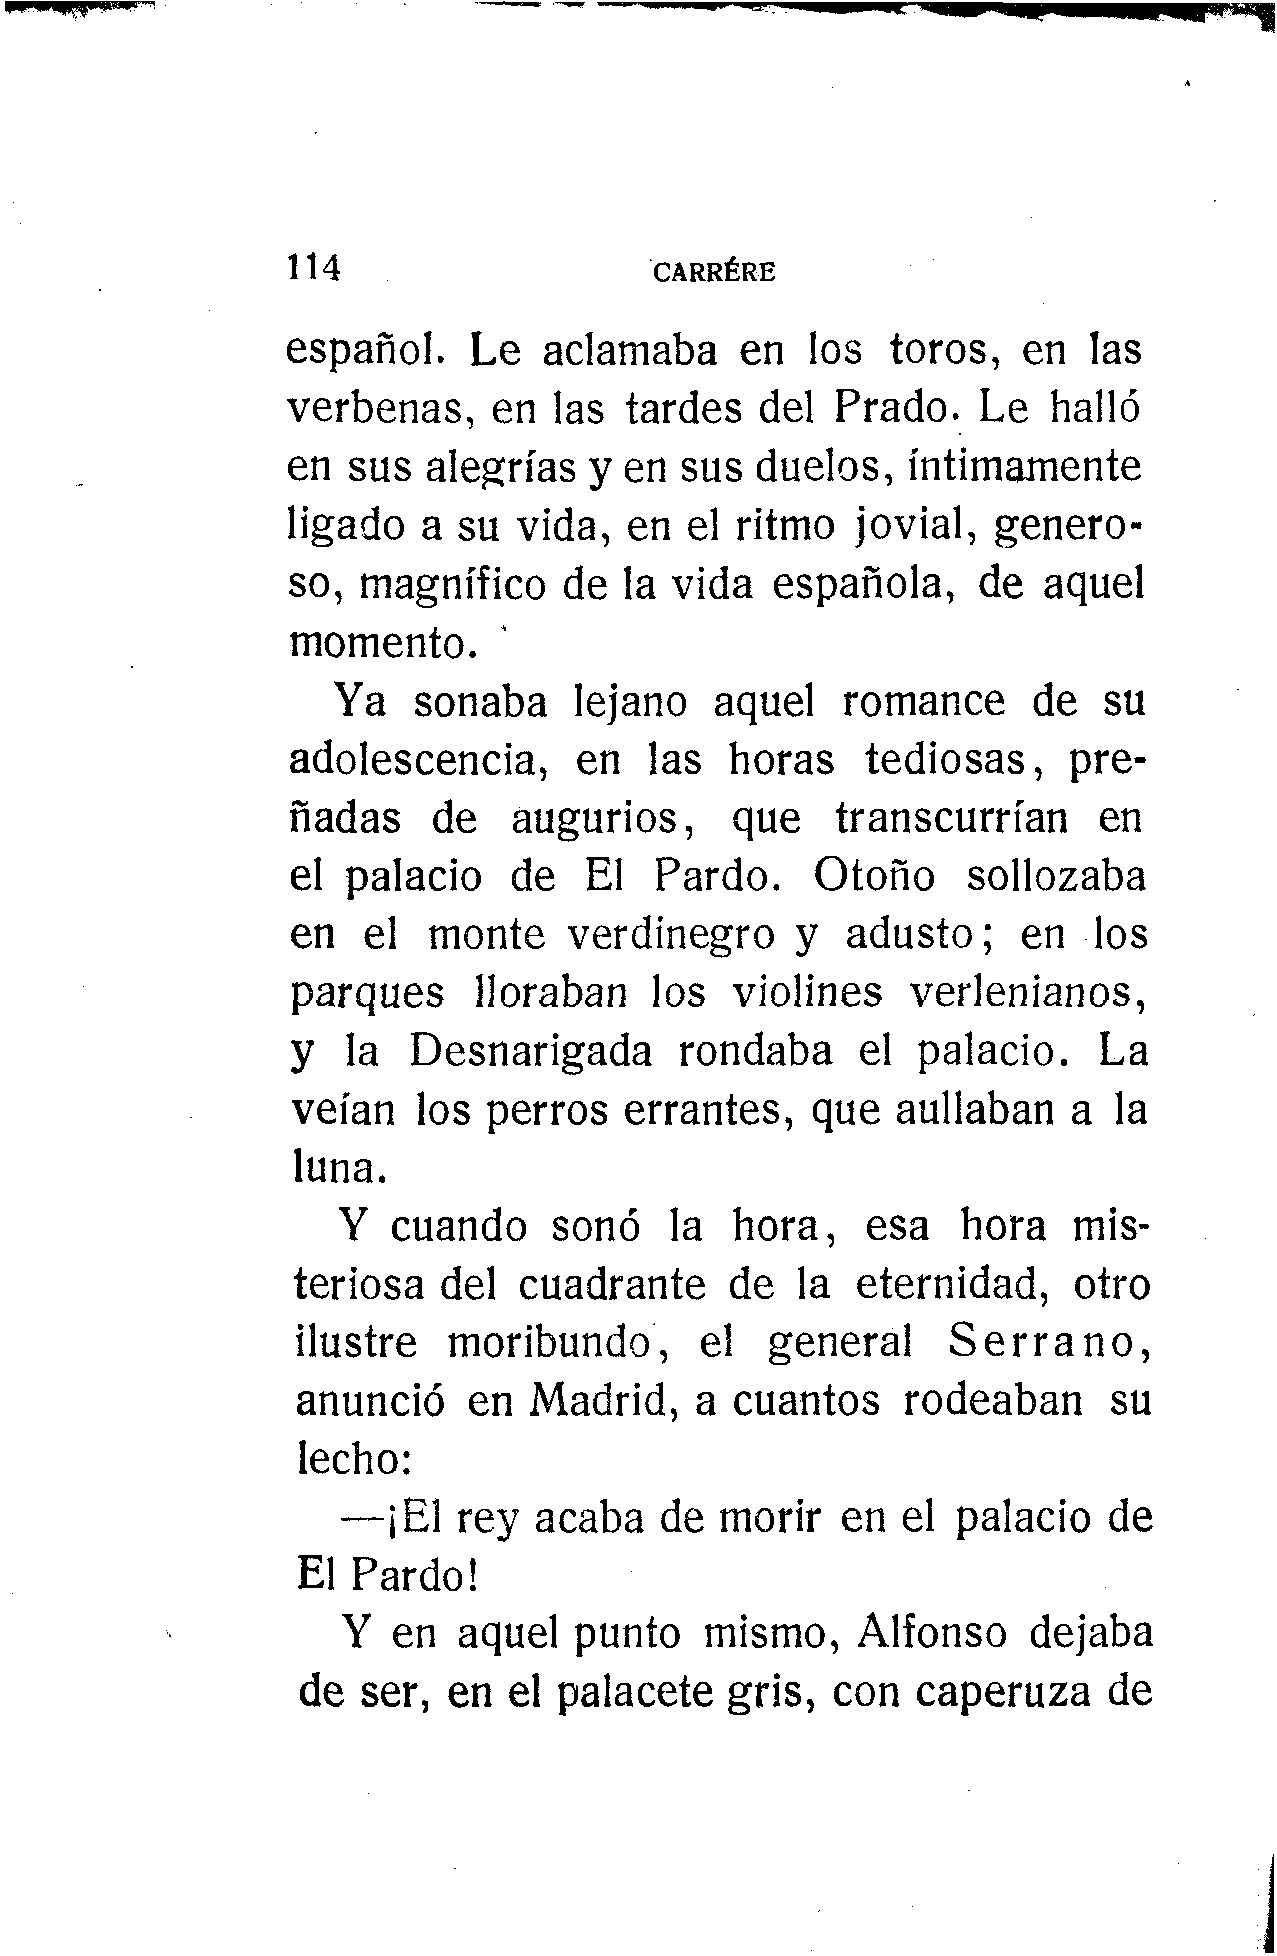 114 CARRÉRE
español. Le aclamaba en los toros, en las
verbenas, en las tardes del Prado. Le halló
en sus alegrías y en sus duelos, íntimamente
ligado a su vida, en el ritmo jovial, genero-
so, magnífico de la vida española, de aquel
momento.
Ya sonaba lejano aquel romance de su
adolescencia, en las horas tediosas, pre-
ñadas de augurios, que transcurrían en
el palacio de El Pardo. Otoño sollozaba
en el monte verdinegro y adusto; en los
parques lloraban los violines verlenianos,
y la Desnarigada rondaba el palacio. La
veían los perros errantes, que aullaban a la
luna.
Y cuando sonó la hora, esa hora mis-
teriosa del cuadrante de la eternidad, otro
ilustre moribundo, el general Serrano,
anunció en Madrid, a cuantos rodeaban su
lecho:
—¡El rey acaba de morir en el palacio de
El Pardo!
Y en aquel punto mismo, Alfonso dejaba
de ser, en el palacete gris, con caperuza de